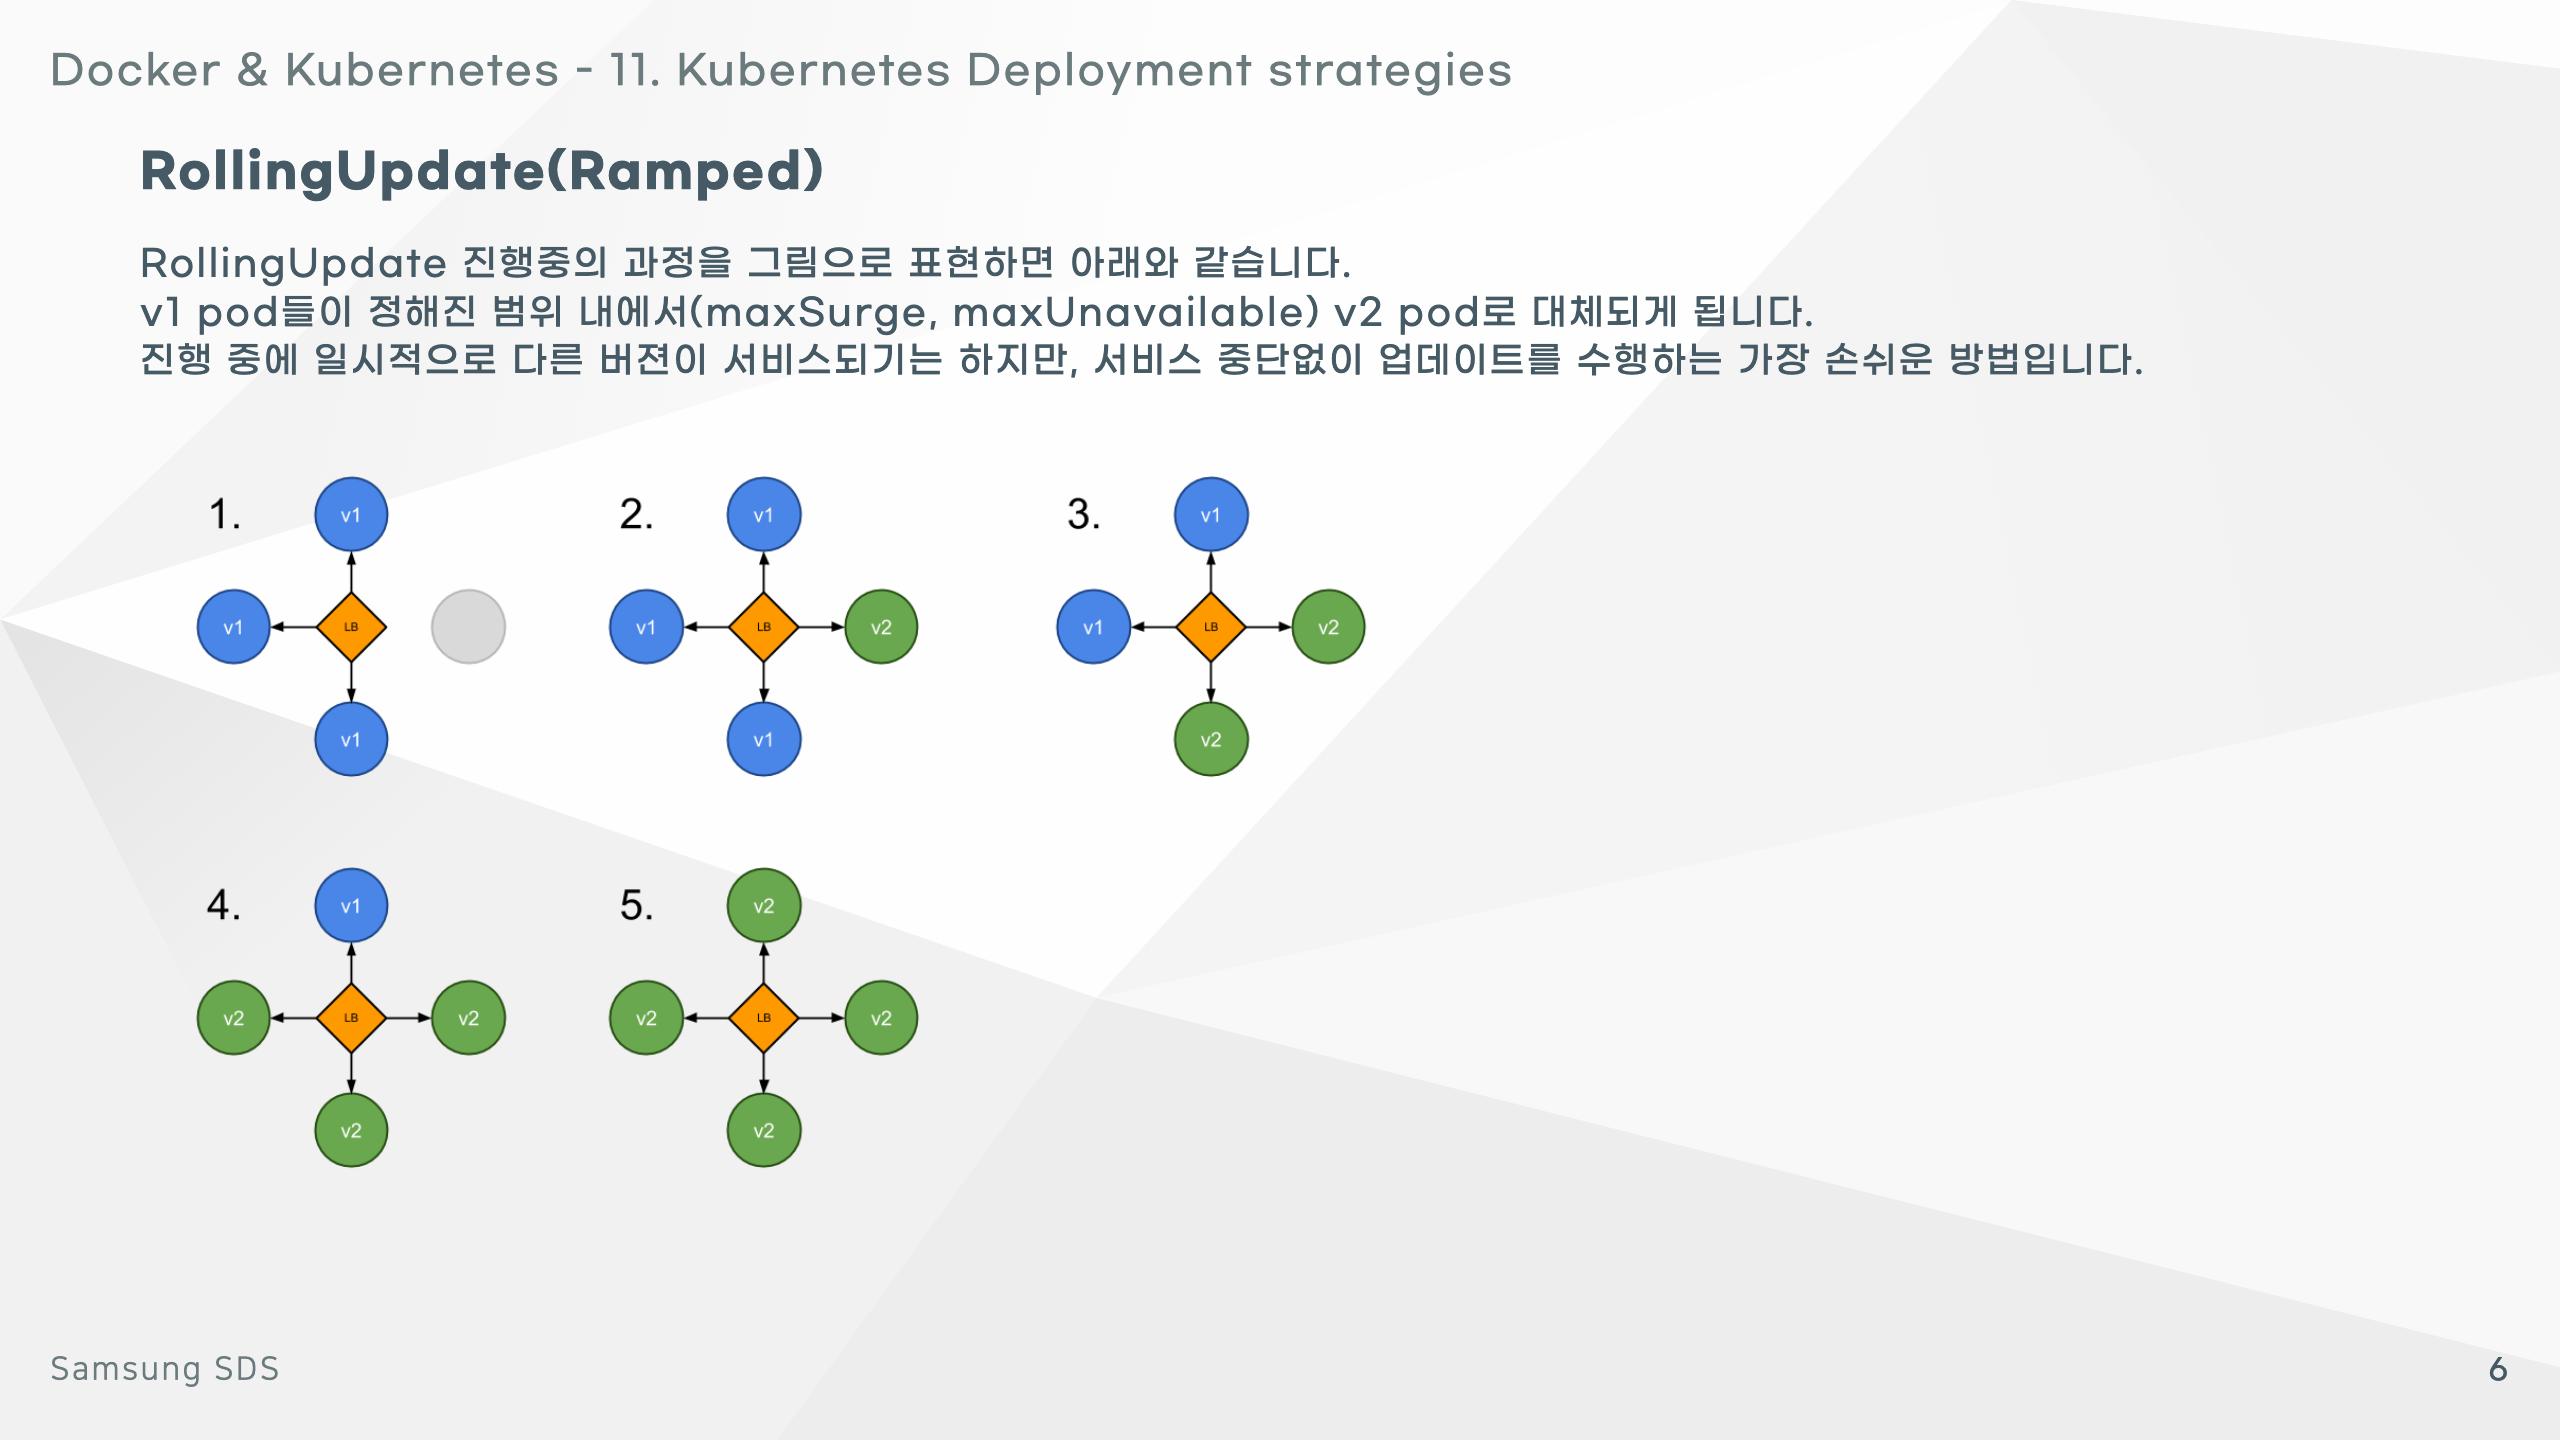 Docker & Kubernetes - 11. Kubernetes Deployment strategies
RollingUpdate(Ramped)
RollingUpdate 진행중의 과정을 그림으로 표현하면 아래와 같습니다.
v1 pod들이 정해진 범위 내에서(maxSurge, maxUnavailable) v2 pod로 대체되게 됩니다.
진행 중에 일시적으로 다른 버젼이 서비스되기는 하지만, 서비스 중단없이 업데이트를 수행하는 가장 손쉬운 방법입니다.
1.
v1
v1
LB
v1
2.
v1
v1
LB
v2
v1
3.
v1
v1
LB
v2
v2
4.
v1
v2
LB
v2
v2
5.
v2
v2
LB
v2
v2
Samsung SDS
6